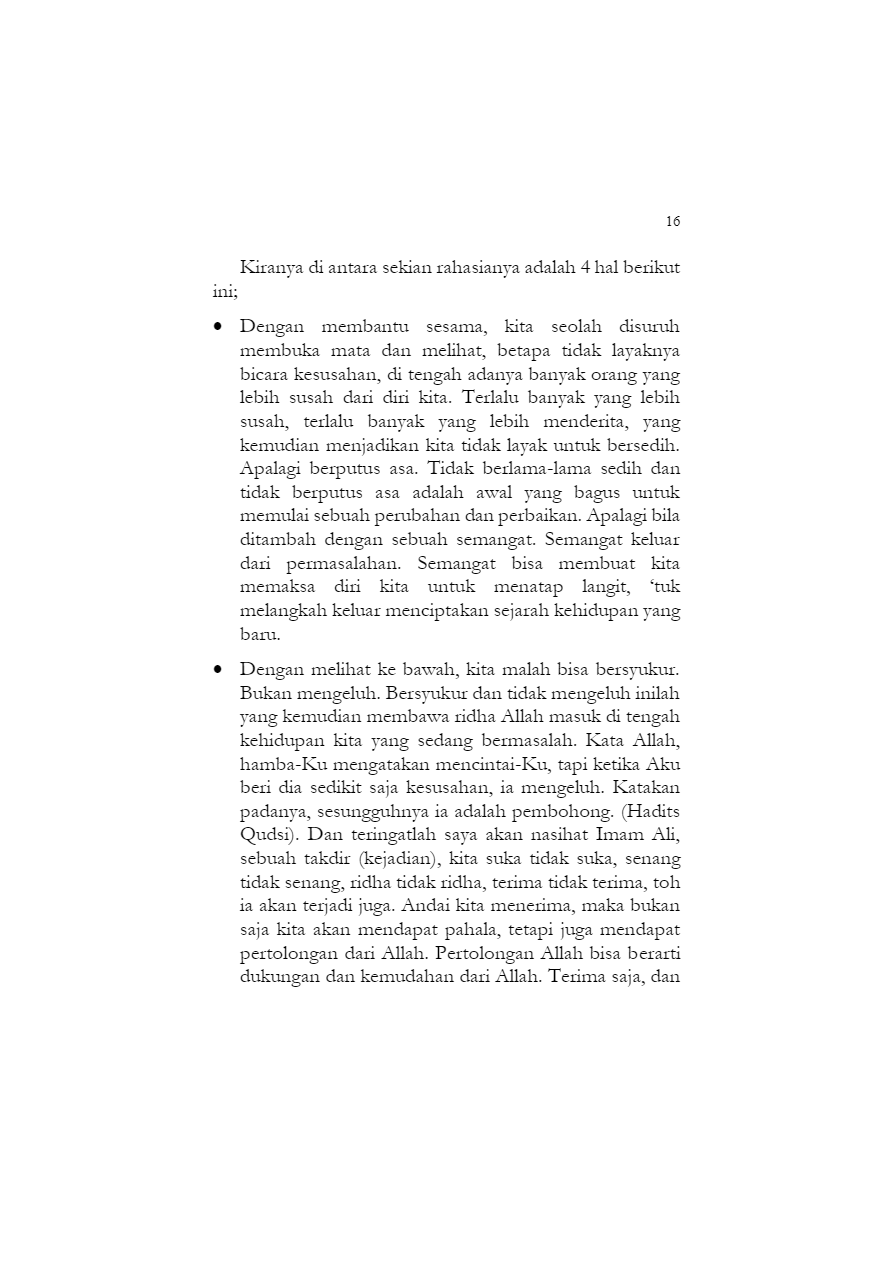 16
Kiranya di antara sekian rahasianya adalah 4 hal berikut
ini;
• Dengan membantu sesama, kita seolah disuruh
membuka mata dan melihat, betapa tidak layaknya
bicara kesusahan, di tengah adanya banyak orang yang
lebih susah dari diri kita. Terlalu banyak yang lebih
susah, terlalu banyak yang lebih menderita, yang
kemudian menjadikan kita tidak layak untuk bersedih.
Apalagi berputus asa. Tidak berlama-lama sedih dan
tidak berputus asa adalah awal yang bagus untuk
memulai sebuah perubahan dan perbaikan. Apalagi bila
ditambah dengan sebuah semangat. Semangat keluar
dari permasalahan. Semangat bisa membuat kita
memaksa diri kita untuk menatap langit, ‘tuk
melangkah keluar menciptakan sejarah kehidupan yang
baru.
• Dengan melihat ke bawah, kita malah bisa bersyukur.
Bukan mengeluh. Bersyukur dan tidak mengeluh inilah
yang kemudian membawa ridha Allah masuk di tengah
kehidupan kita yang sedang bermasalah. Kata Allah,
hamba-Ku mengatakan mencintai-Ku, tapi ketika Aku
beri dia sedikit saja kesusahan, ia mengeluh. Katakan
padanya, sesungguhnya ia adalah pembohong. (Hadits
Qudsi). Dan teringatlah saya akan nasihat Imam Ali,
sebuah takdir (kejadian), kita suka tidak suka, senang
tidak senang, ridha tidak ridha, terima tidak terima, toh
ia akan terjadi juga. Andai kita menerima, maka bukan
saja kita akan mendapat pahala, tetapi juga mendapat
pertolongan dari Allah. Pertolongan Allah bisa berarti
dukungan dan kemudahan dari Allah. Terima saja, dan